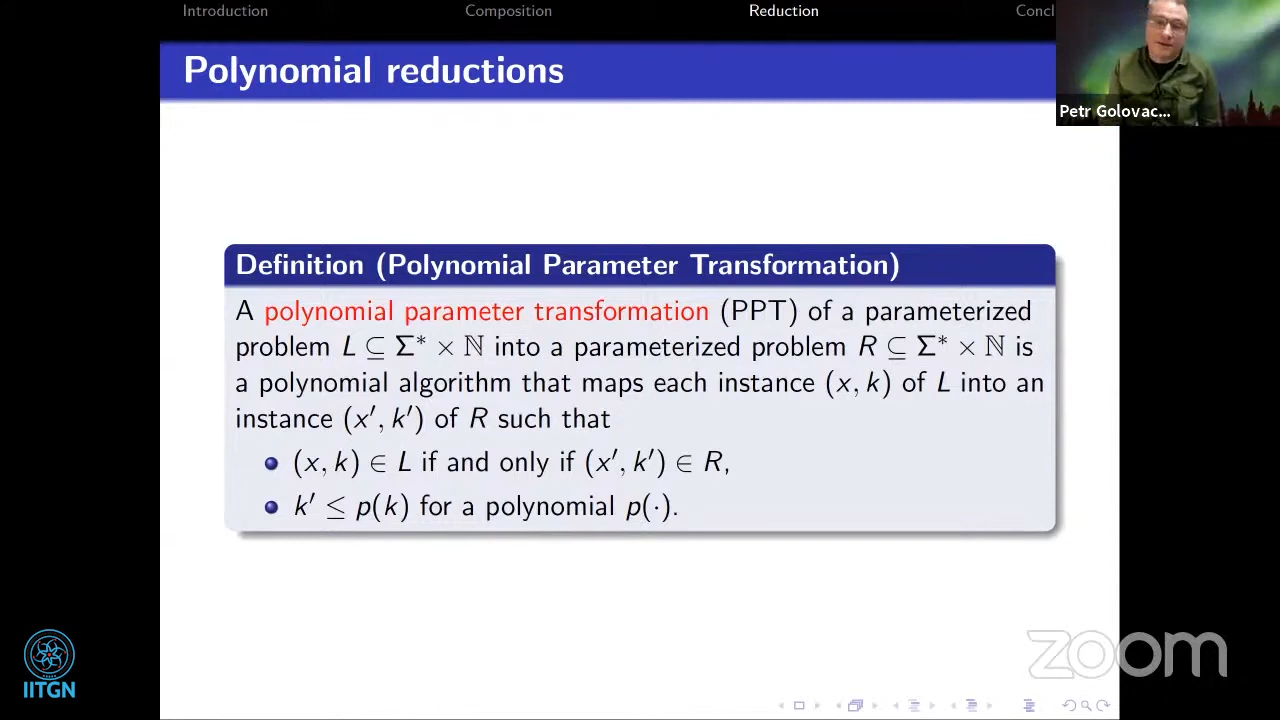 Introduction Composition Reduction Concl
Polynomial reductions
Petr Golovac...
Definition (Polynomial Parameter Transformation)
A polynomial parameter transformation (PPT) of a parameterized
problem L ⊆ Σ* × ℕ into a parameterized problem R ⊆ Σ* × ℕ is
a polynomial algorithm that maps each instance (x, k) of L into an
instance (x′, k′) of R such that
(x, k) ∈ L if and only if (x′, k′) ∈ R,
k′ ≤ p(k) for a polynomial p(·).
IITGN
zoom